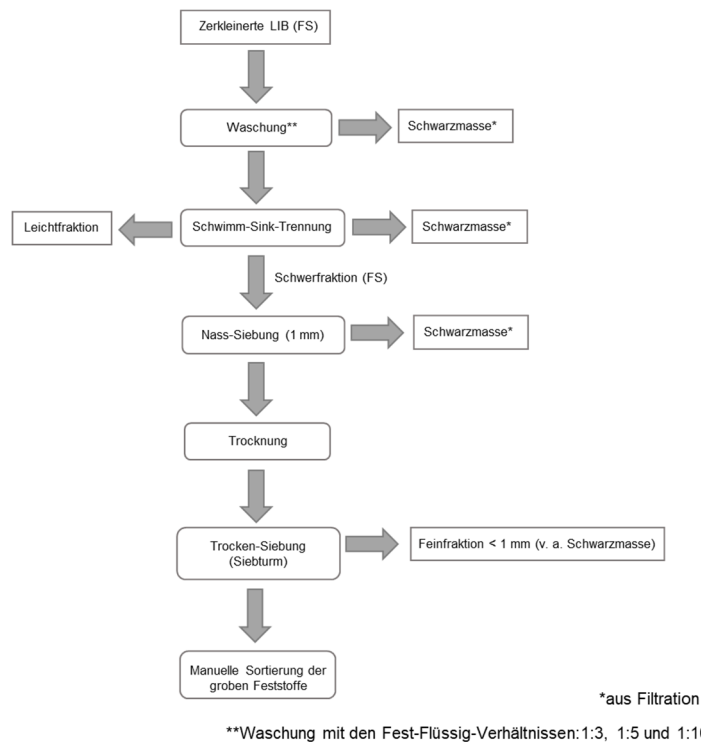 Zerkleinerte LIB (FS)
Waschung**
Schwarzmasse*
Leichtfraktion
Schwimm-Sink-Trennung
Schwarzmasse*
Schwerfraktion (FS)
Nass-Siebung (1 mm)
Schwarzmasse*
Trocknung
Trocken-Siebung
(Siebturm)
Feinfraktion < 1 mm (v. a. Schwarzmasse)
Manuelle Sortierung der
groben Feststoffe
*aus Filtration
**Waschung mit den Fest-Flüssig-Verhältnissen:1:3, 1:5 und